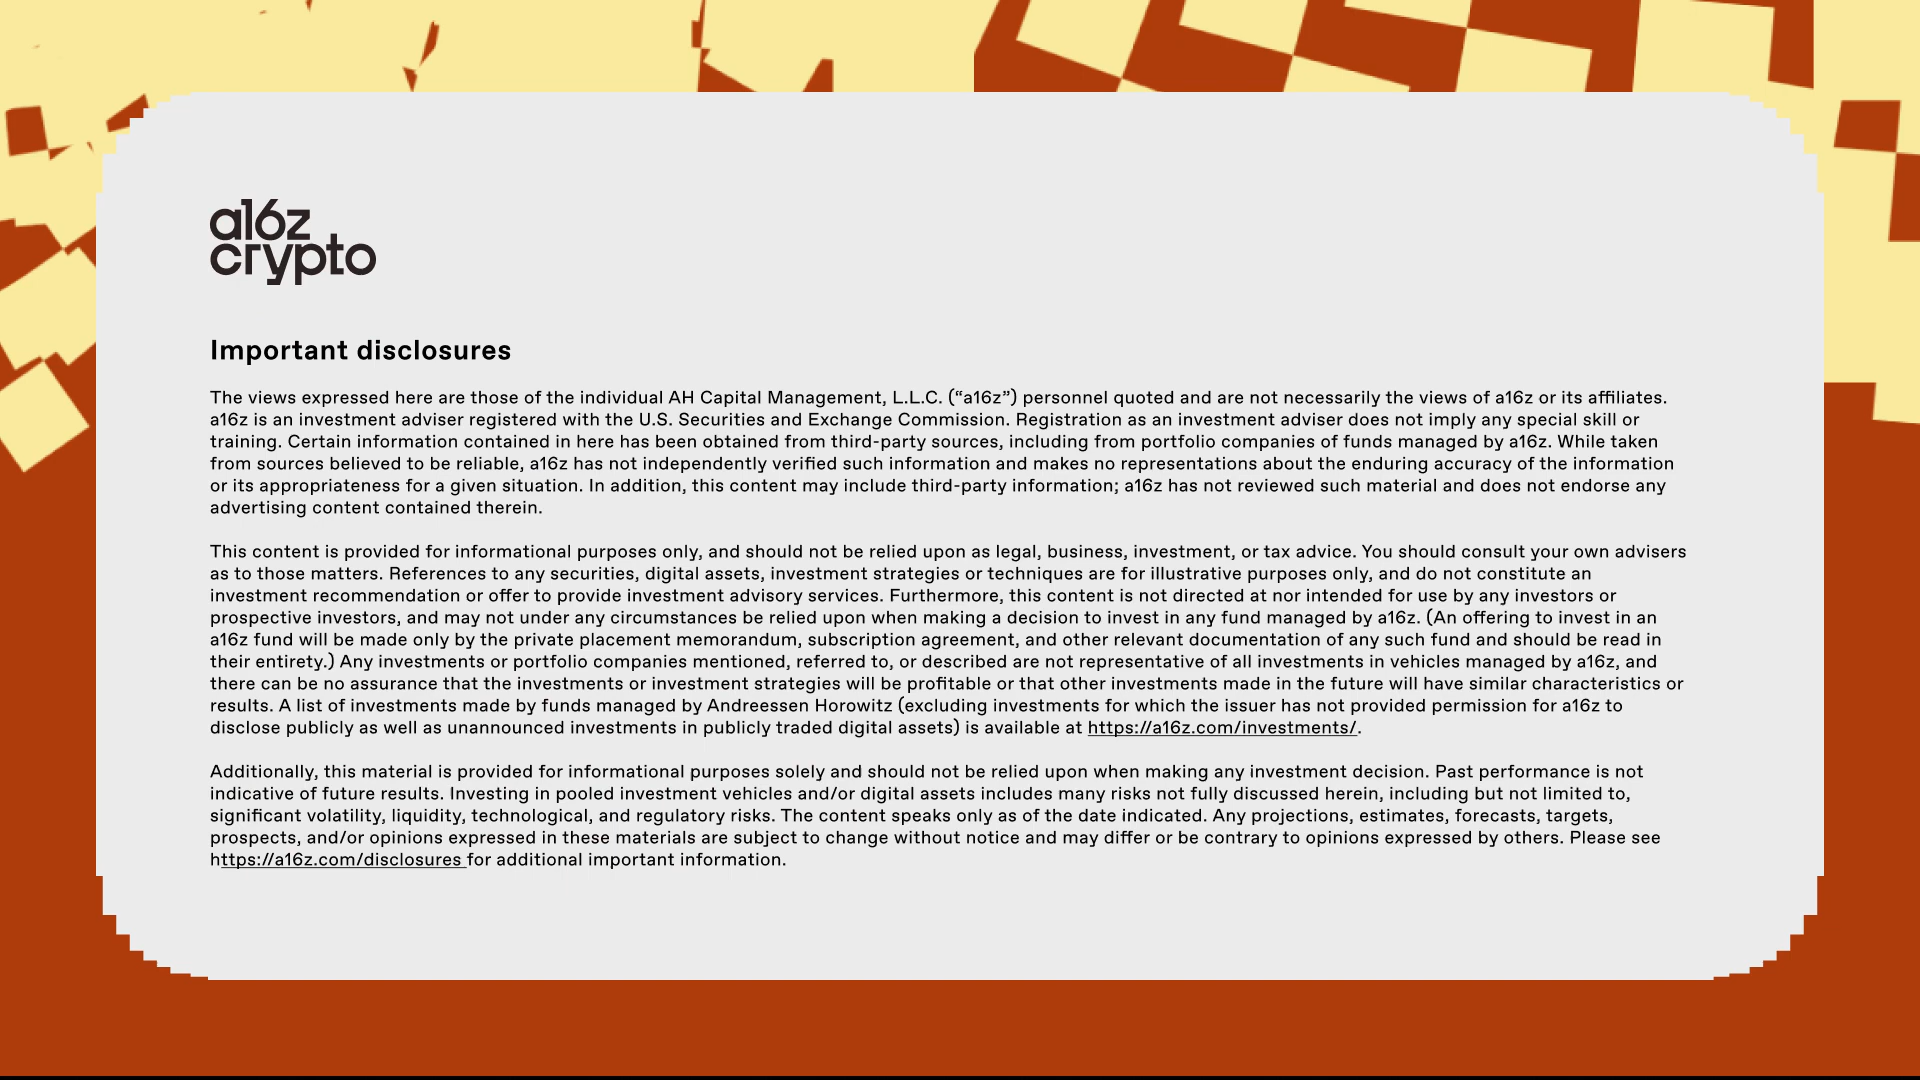 a16z
crypto
Important disclosures
The views expressed here are those of the individual AH Capital Management, L.L.C. (“a16z”) personnel quoted and are not necessarily the views of a16z or its affiliates.
a16z is an investment adviser registered with the U.S. Securities and Exchange Commission. Registration as an investment adviser does not imply any special skill or
training. Certain information contained in here has been obtained from third-party sources, including from portfolio companies of funds managed by a16z. While taken
from sources believed to be reliable, a16z has not independently verified such information and makes no representations about the enduring accuracy of the information
or its appropriateness for a given situation. In addition, this content may include third-party information; a16z has not reviewed such material and does not endorse any
advertising content contained therein.
This content is provided for informational purposes only, and should not be relied upon as legal, business, investment, or tax advice. You should consult your own advisers
as to those matters. References to any securities, digital assets, investment strategies or techniques are for illustrative purposes only, and do not constitute an
investment recommendation or offer to provide investment advisory services. Furthermore, this content is not directed at nor intended for use by any investors or
prospective investors, and may not under any circumstances be relied upon when making a decision to invest in any fund managed by a16z. (An offering to invest in an
a16z fund will be made only by the private placement memorandum, subscription agreement, and other relevant documentation of any such fund and should be read in
their entirety.) Any investments or portfolio companies mentioned, referred to, or described are not representative of all investments in vehicles managed by a16z, and
there can be no assurance that the investments or investment strategies will be profitable or that other investments made in the future will have similar characteristics or
results. A list of investments made by funds managed by Andreessen Horowitz (excluding investments for which the issuer has not provided permission for a16z to
disclose publicly as well as unannounced investments in publicly traded digital assets) is available at https://a16z.com/investments/.
Additionally, this material is provided for informational purposes solely and should not be relied upon when making any investment decision. Past performance is not
indicative of future results. Investing in pooled investment vehicles and/or digital assets includes many risks not fully discussed herein, including but not limited to,
significant volatility, liquidity, technological, and regulatory risks. The content speaks only as of the date indicated. Any projections, estimates, forecasts, targets,
prospects, and/or opinions expressed in these materials are subject to change without notice and may differ or be contrary to opinions expressed by others. Please see
https://a16z.com/disclosures for additional important information.